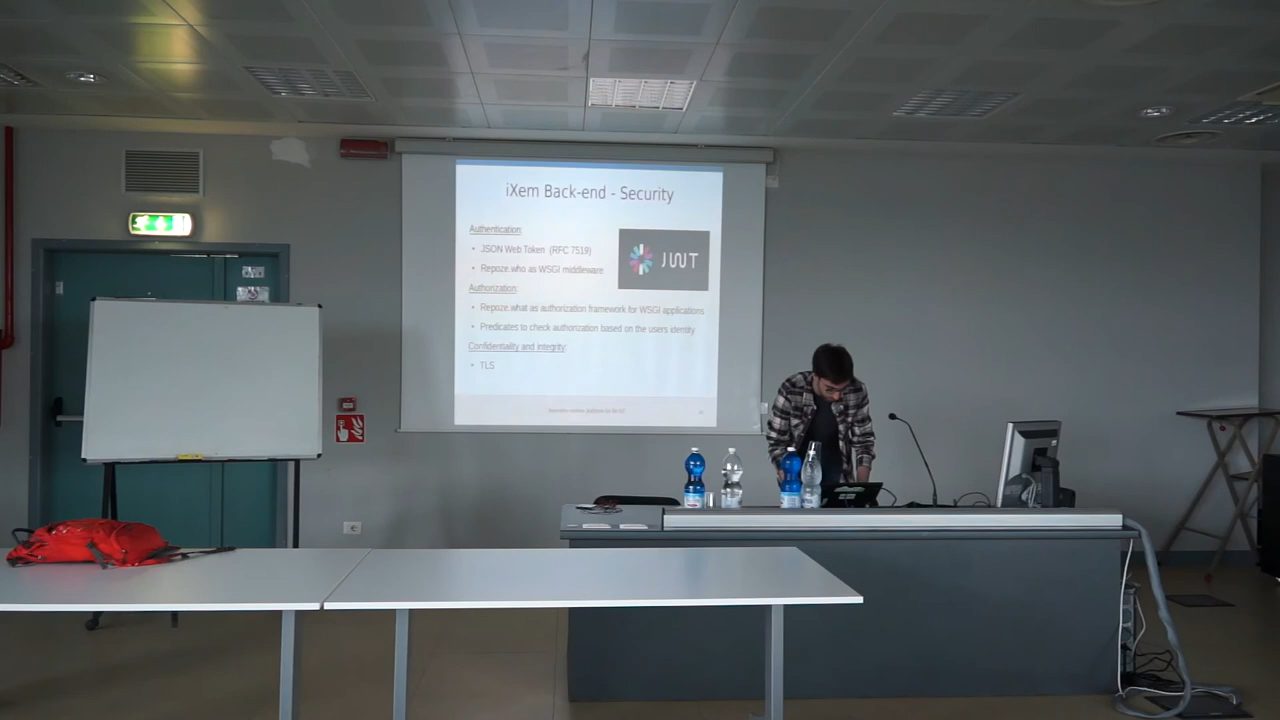 iXem Back-end - Security
Authentication:
• JSON Web Token (RFC 7519)
• Repoze.who as WSGI middleware
Authorization:
• Repoze.what as authorization framework for WSGI applications
• Predicates to check authorization based on the users identity
Confidentiality and integrity:
• TLS
JWT